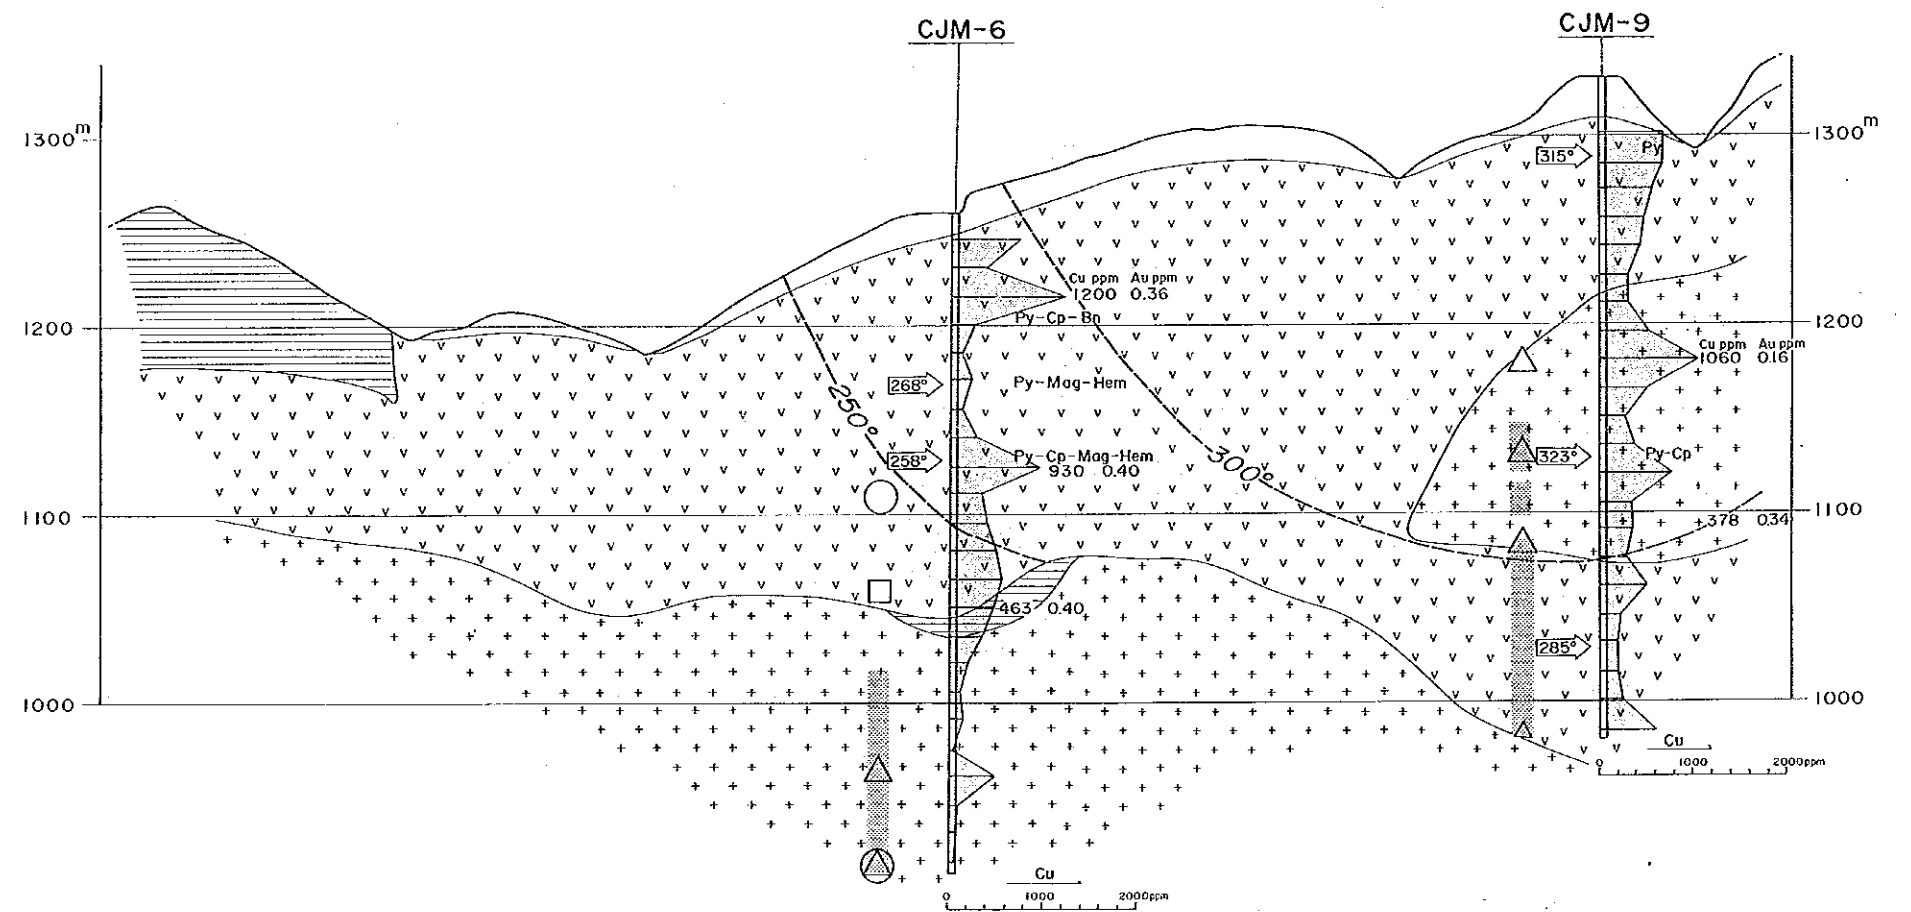 CJM-6
CJM-9
1300m
1300m
315°
Py
Cu ppm Au ppm
1200 0.36
Py-Cp-Bn
1200
1200
Cu ppm Au ppm
1060 0.16
268°
Py-Mag-Hem
250°
258°
Py-Cp-Mag-Hem
930 0.40
300°
323°
Py-Cp
1100
1100
378 0.34
463 0.40
285°
1000
1000
Cu
0 1000 2000ppm
Cu
0 1000 2000ppm